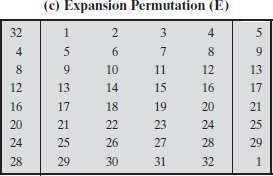 (c) Expansion Permutation (E)
32 1 2 3 4 5
4 5 6 7 8 9
8 9 10 11 12 13
12 13 14 15 16 17
16 17 18 19 20 21
20 21 22 23 24 25
24 25 26 27 28 29
28 29 30 31 32 1